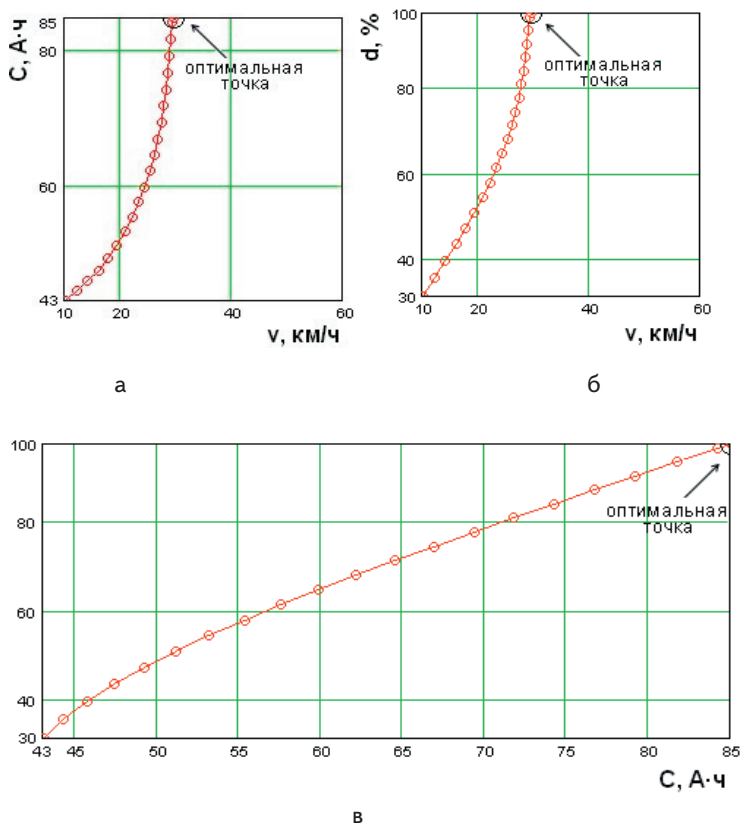 C, А·ч
85
80
60
43
оптимальная
точка
10 20 40 60
v, км/ч
а
d, %
100
80
60
40
30
оптимальная
точка
10 20 40 60
v, км/ч
б
100
80
60
40
30
оптимальная
точка
43 45 50 55 60 65 70 75 80 85
C, А·ч
в